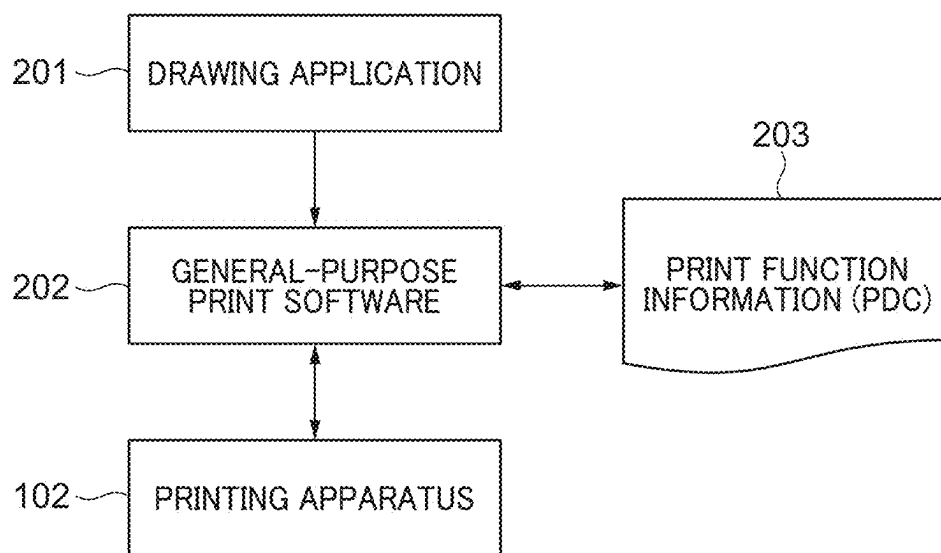 201
DRAWING APPLICATION
203
202
GENERAL-PURPOSE
PRINT SOFTWARE
PRINT FUNCTION
INFORMATION (PDC)
102
PRINTING APPARATUS